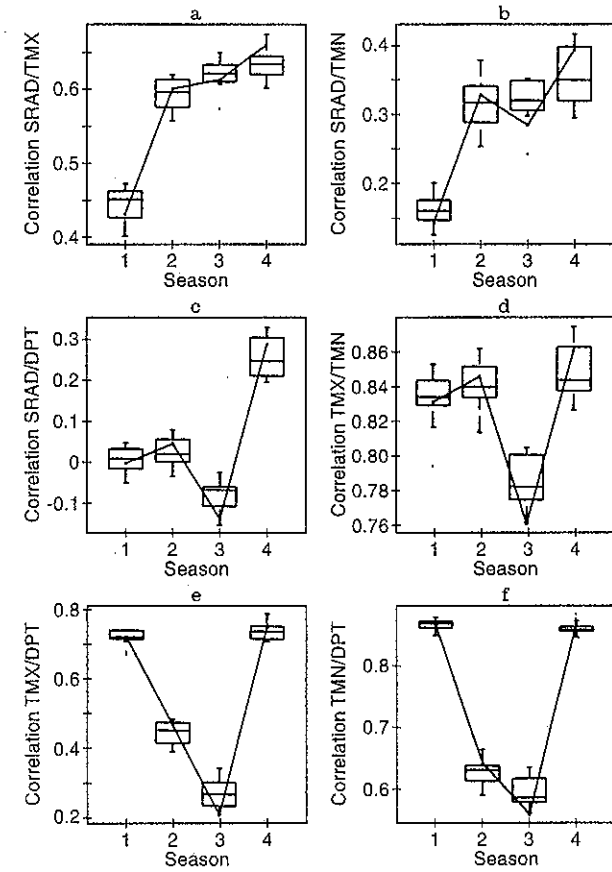 a
Correlation SRAD/TMX
0.6
0.5
0.4
1 2 3 4
Season
b
Correlation SRAD/TMN
0.4
0.3
0.2
1 2 3 4
Season
c
Correlation SRAD/DPT
0.3
0.2
0.1
0
-0.1
1 2 3 4
Season
d
Correlation TMX/TMN
0.86
0.84
0.82
0.80
0.78
0.76
1 2 3 4
Season
e
Correlation TMX/DPT
0.8
0.6
0.4
0.2
1 2 3 4
Season
f
Correlation TMN/DPT
0.8
0.7
0.6
1 2 3 4
Season